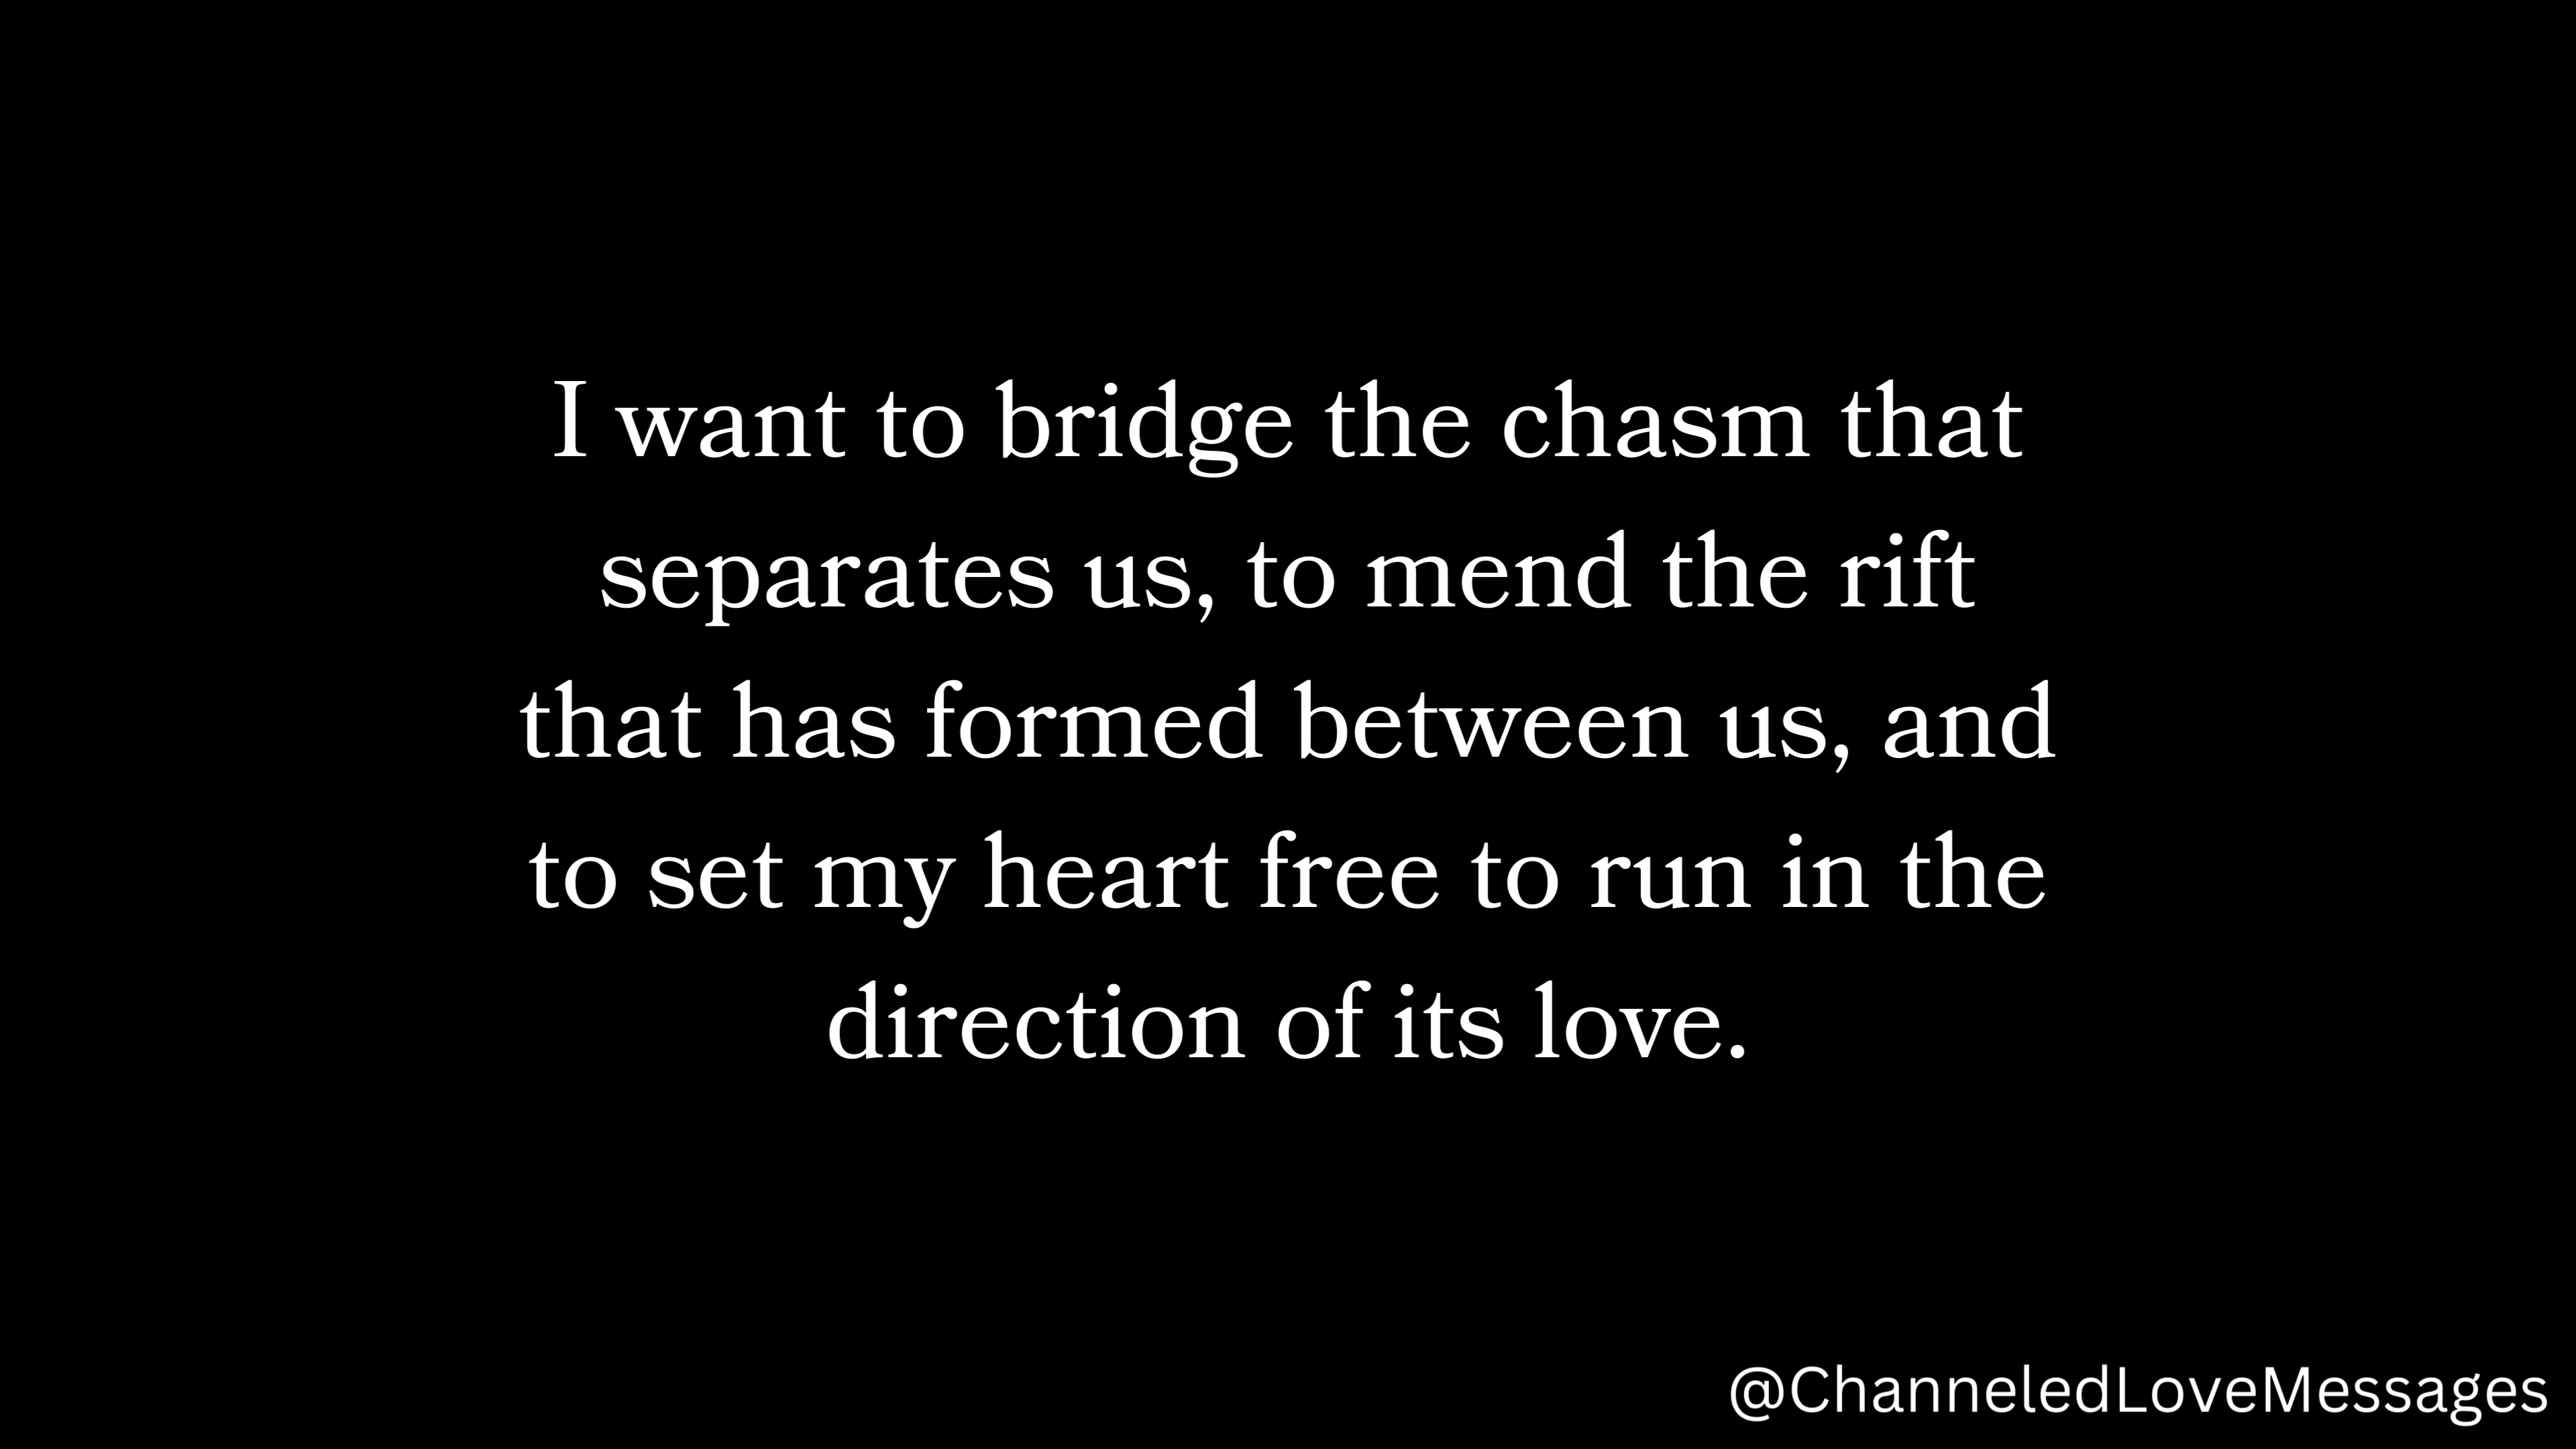 I want to bridge the chasm that
separates us, to mend the rift
that has formed between us, and
to set my heart free to run in the
direction of its love.
@ChanneledLoveMessages